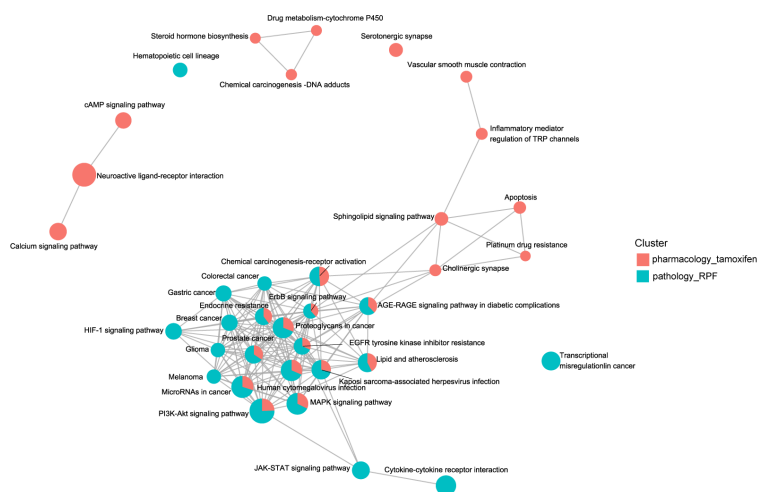 Drug metabolism-cytochrome P450
Steroid hormone biosynthesis
Serotonergic synapse
Hematopoietic cell lineage
Vascular smooth muscle contraction
Chemical carcinogenesis -DNA adducts
cAMP signaling pathway
Inflammatory mediator
regulation of TRP channels
Neuroactive ligand-receptor interaction
Apoptosis
Sphingolipid signaling pathway
Calcium signaling pathway
Platinum drug resistance
Cluster
pharmacology_tamoxifen
pathology_RPF
Chemical carcinogenesis-receptor activation
Cholinergic synapse
Colorectal cancer
Gastric cancer
ErbB signaling pathway
Endocrine resistance
AGE-RAGE signaling pathway in diabetic complications
Breast cancer
Proteoglycans in cancer
HIF-1 signaling pathway
Prostate cancer
EGFR tyrosine kinase inhibitor resistance
Glioma
Lipid and atherosclerosis
Transcriptional
misregulationlin cancer
Melanoma
Kaposi sarcoma-associated herpesvirus infection
MicroRNAs in cancer
Human cytomegalovirus infection
MAPK signaling pathway
PI3K-Akt signaling pathway
JAK-STAT signaling pathway
Cytokine-cytokine receptor interaction